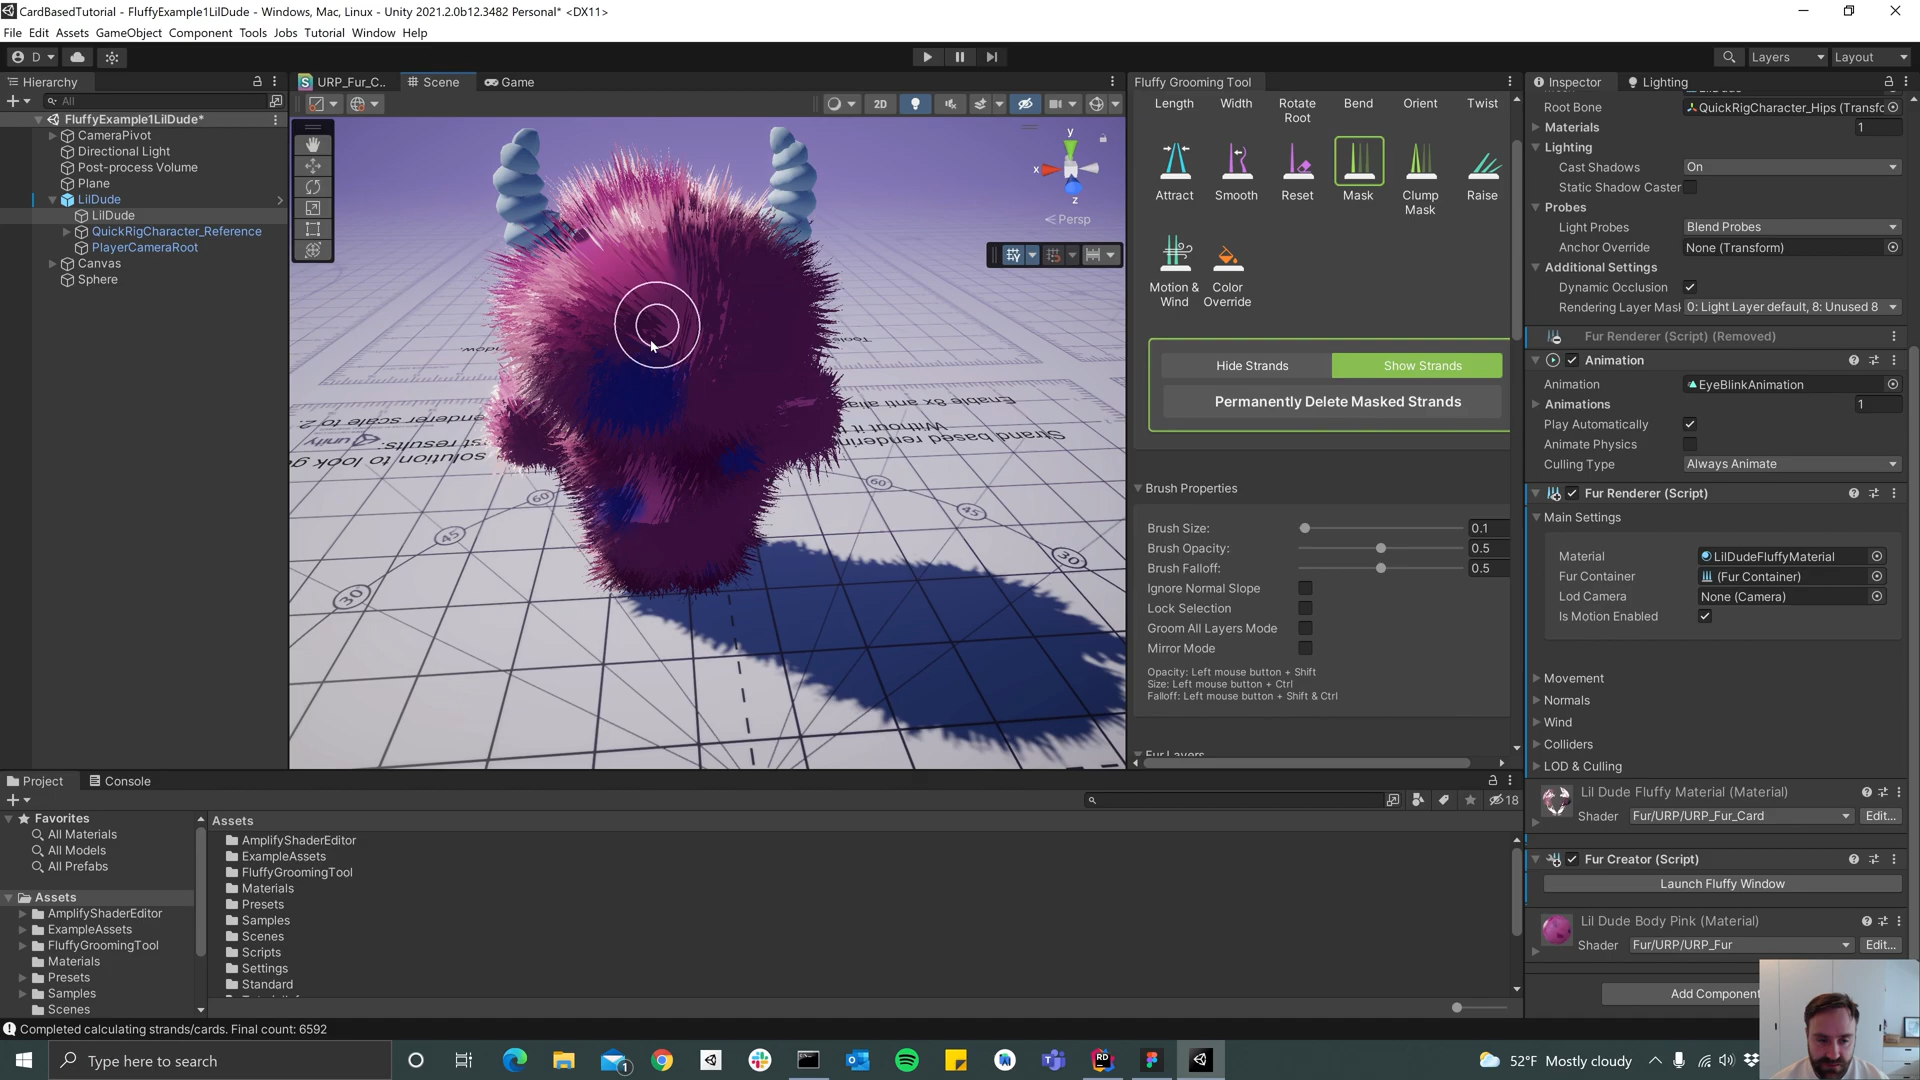 CardBasedTutorial - FluffyExample1LilDude - Windows, Mac, Linux - Unity 2021.2.0b12.3482 Personal* <DX11>
File Edit Assets GameObject Component Tools Jobs Tutorial Window Help
D
Layers
Layout
Hierarchy
All
FluffyExample1LilDude*
CameraPivot
Directional Light
Post-process Volume
Plane
LilDude
LilDude
QuickRigCharacter_Reference
PlayerCameraRoot
Canvas
Sphere
URP_Fur_C..
Scene
Game
2D
y
x
z
Persp
60
45
30
60
45
30
unity
Fluffy Grooming Tool
Length Width Rotate Root Bend Orient Twist
Attract Smooth Reset Mask Clump Mask Raise
Motion & Wind Color Override
Hide Strands Show Strands
Permanently Delete Masked Strands
Brush Properties
Brush Size: 0.1
Brush Opacity: 0.5
Brush Falloff: 0.5
Ignore Normal Slope
Lock Selection
Groom All Layers Mode
Mirror Mode
Opacity: Left mouse button + Shift
Size: Left mouse button + Ctrl
Falloff: Left mouse button + Shift & Ctrl
Fur Layers
Inspector
Lighting
Root Bone QuickRigCharacter_Hips (Transfc
Materials 1
Lighting
Cast Shadows On
Static Shadow Caster
Probes
Light Probes Blend Probes
Anchor Override None (Transform)
Additional Settings
Dynamic Occlusion
Rendering Layer Mask 0: Light Layer default, 8: Unused 8
Fur Renderer (Script) (Removed)
Animation
Animation EyeBlinkAnimation
Animations 1
Play Automatically
Animate Physics
Culling Type Always Animate
Fur Renderer (Script)
Main Settings
Material LilDudeFluffyMaterial
Fur Container (Fur Container)
Lod Camera None (Camera)
Is Motion Enabled
Movement
Normals
Wind
Colliders
LOD & Culling
Lil Dude Fluffy Material (Material)
Shader Fur/URP/URP_Fur_Card Edit...
Fur Creator (Script)
Launch Fluffy Window
Lil Dude Body Pink (Material)
Shader Fur/URP/URP_Fur Edit...
Add Component
Project
Console
18
Favorites
All Materials
All Models
All Prefabs
Assets
AmplifyShaderEditor
ExampleAssets
FluffyGroomingTool
Materials
Presets
Samples
Scenes
Assets
AmplifyShaderEditor
ExampleAssets
FluffyGroomingTool
Materials
Presets
Samples
Scenes
Scripts
Settings
Standard
Completed calculating strands/cards. Final count: 6592
Type here to search
1
52°F Mostly cloudy